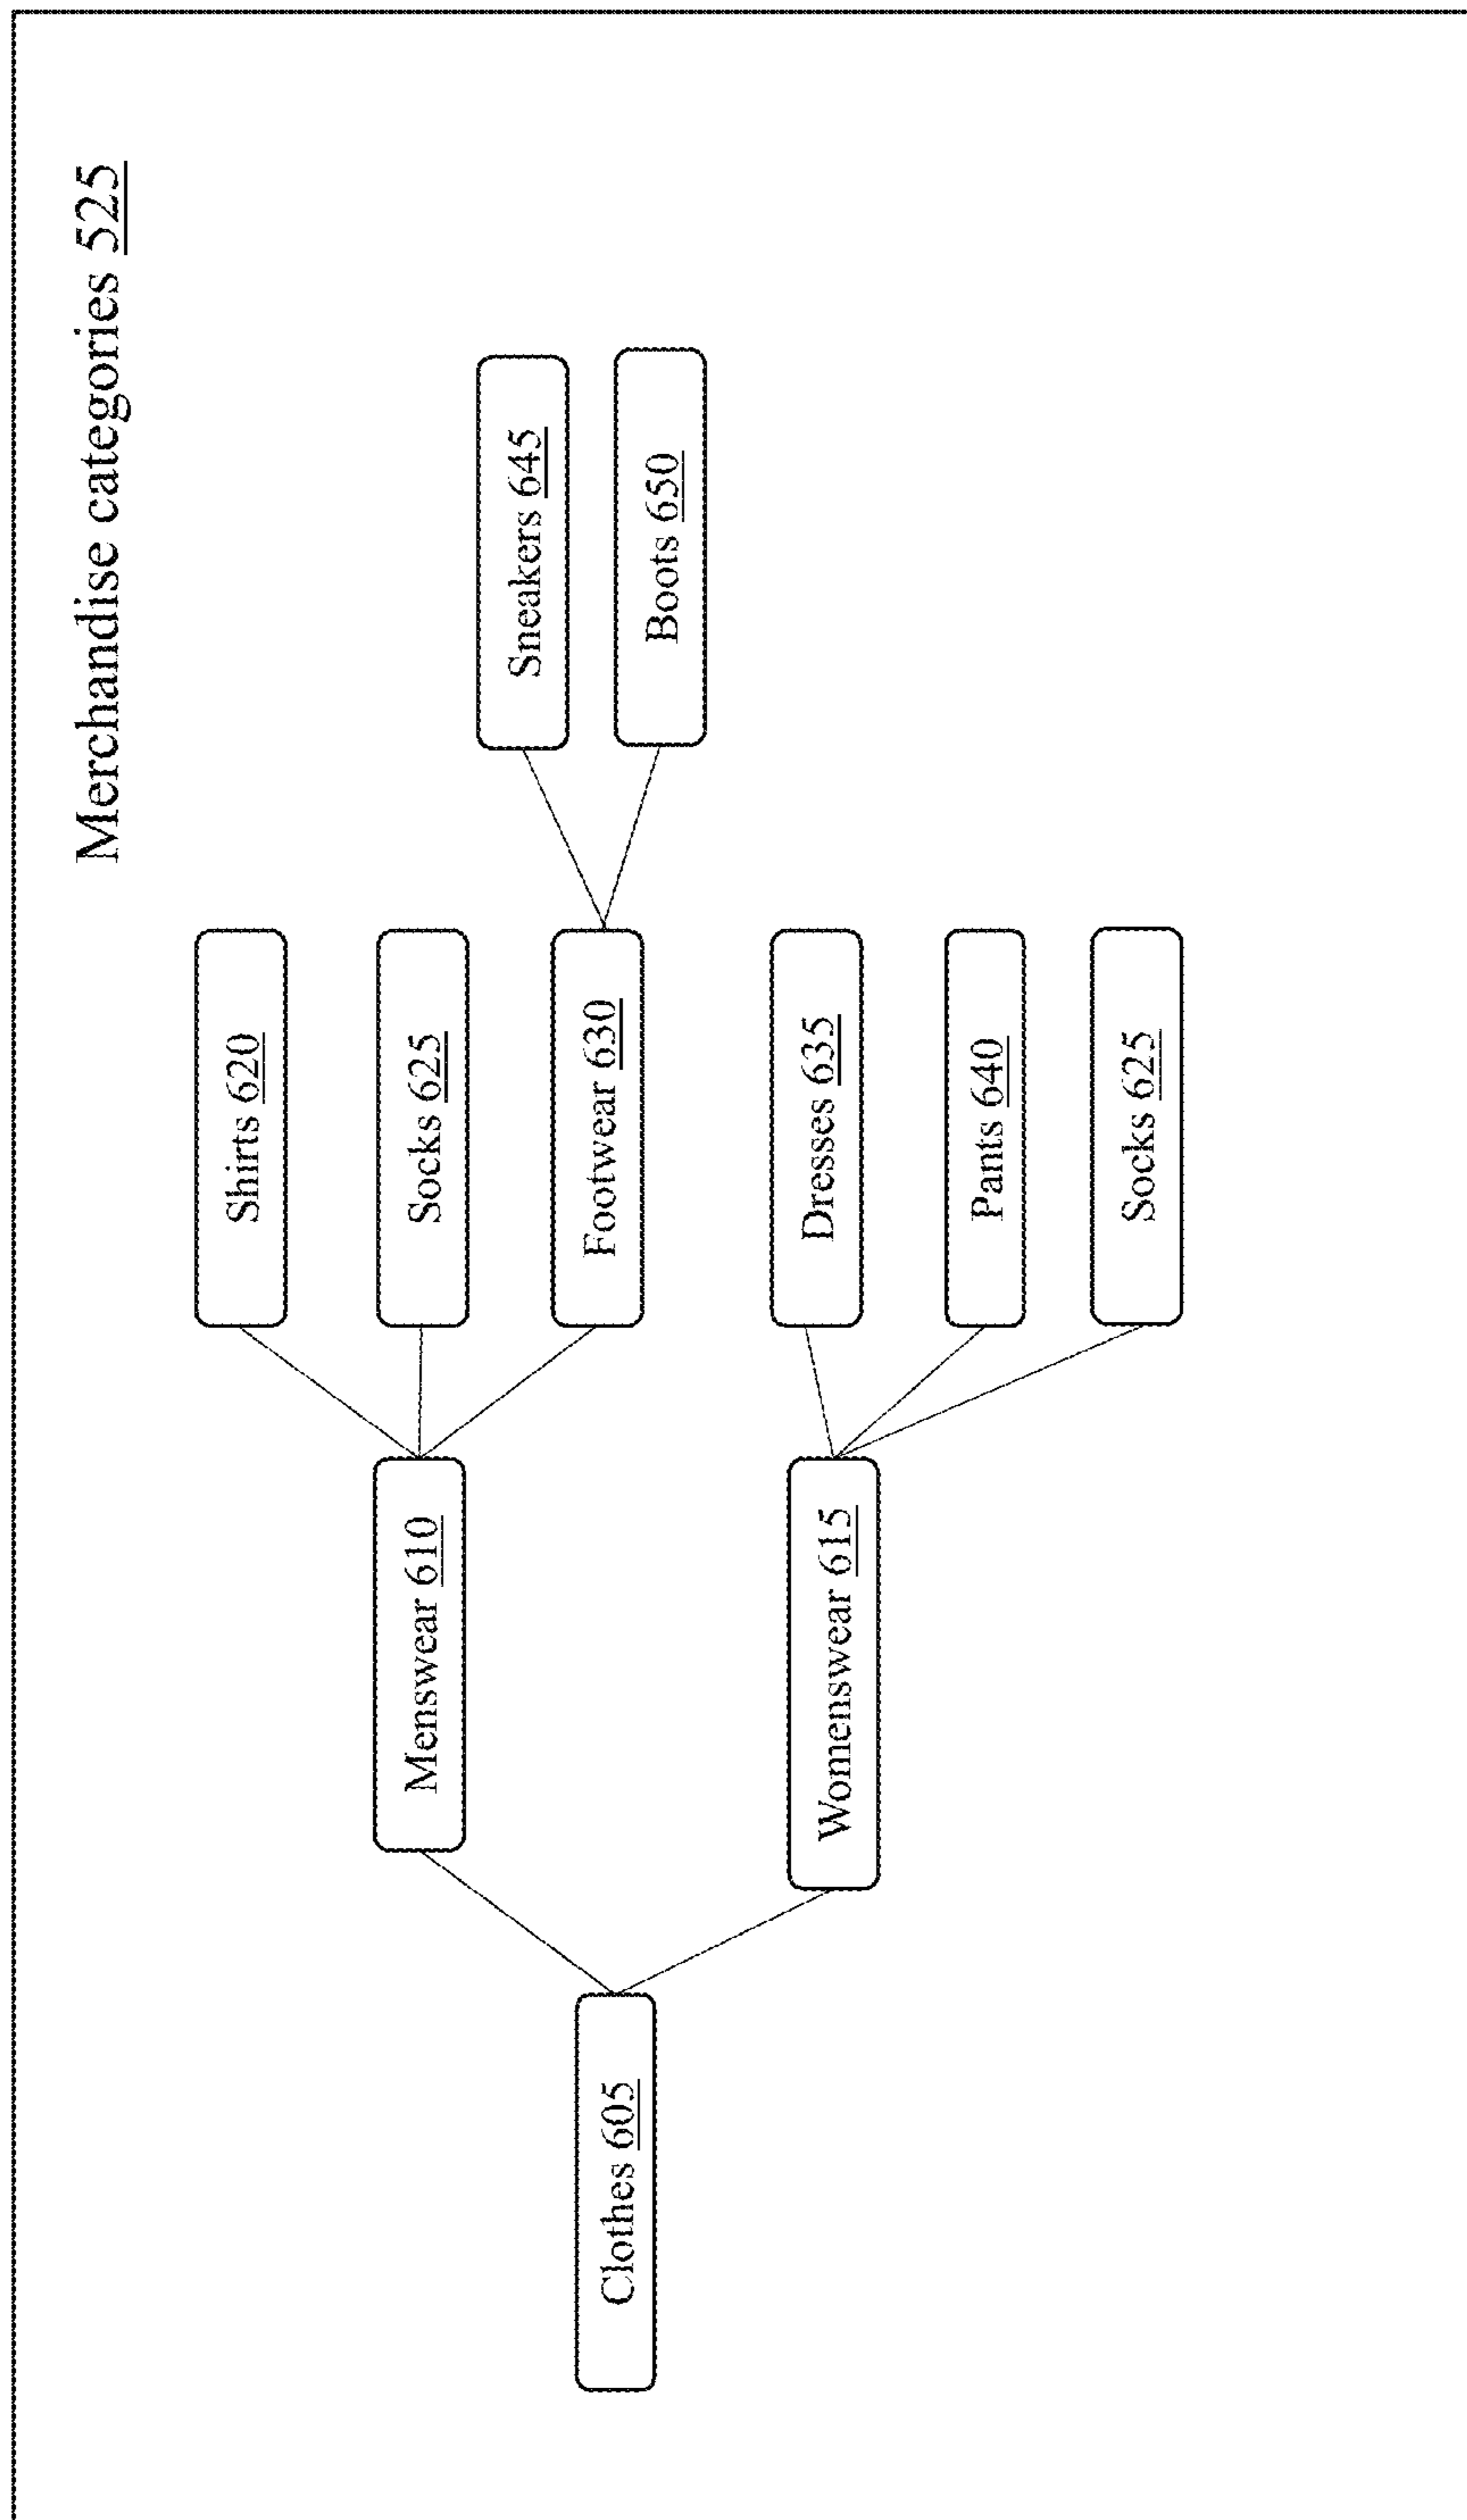 Merchandise categories 525
Clothes 605
Menswear 610
Womenswear 615
Shirts 620
Socks 625
Footwear 630
Dresses 635
Pants 640
Socks 625
Sneakers 645
Boots 650